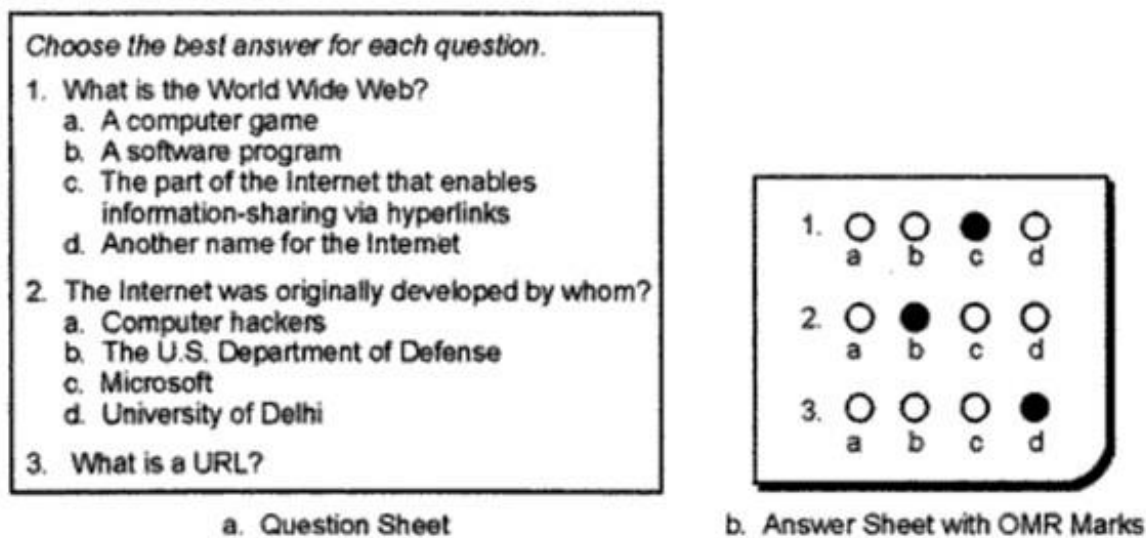 Choose the best answer for each question.
1. What is the World Wide Web?
a. A computer game
b. A software program
c. The part of the Internet that enables
information-sharing via hyperlinks
d. Another name for the Internet
2. The Internet was originally developed by whom?
a. Computer hackers
b. The U.S. Department of Defense
c. Microsoft
d. University of Delhi
3. What is a URL?
a. Question Sheet
1.
a b c d
2.
a b c d
3.
a b c d
b. Answer Sheet with OMR Marks